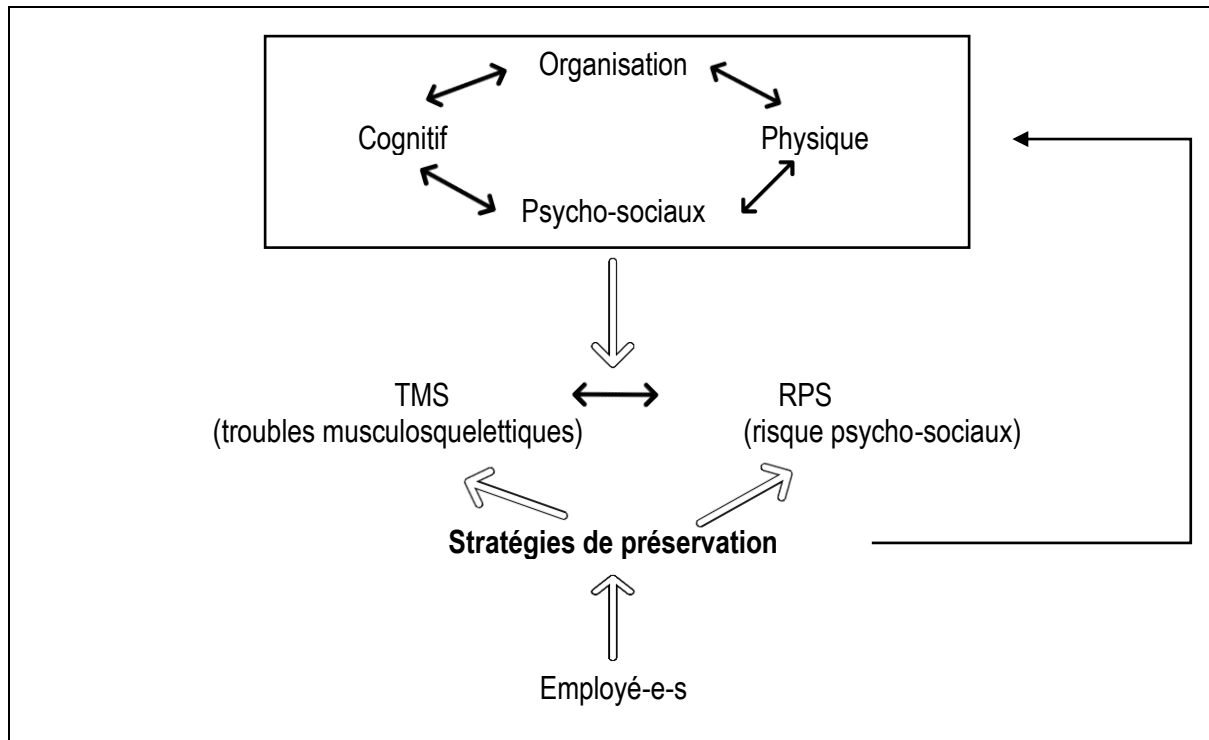 Organisation
Cognitif
Physique
Psycho-sociaux
TMS
(troubles musculosquelettiques)
RPS
(risque psycho-sociaux)
Stratégies de préservation
Employé-e-s